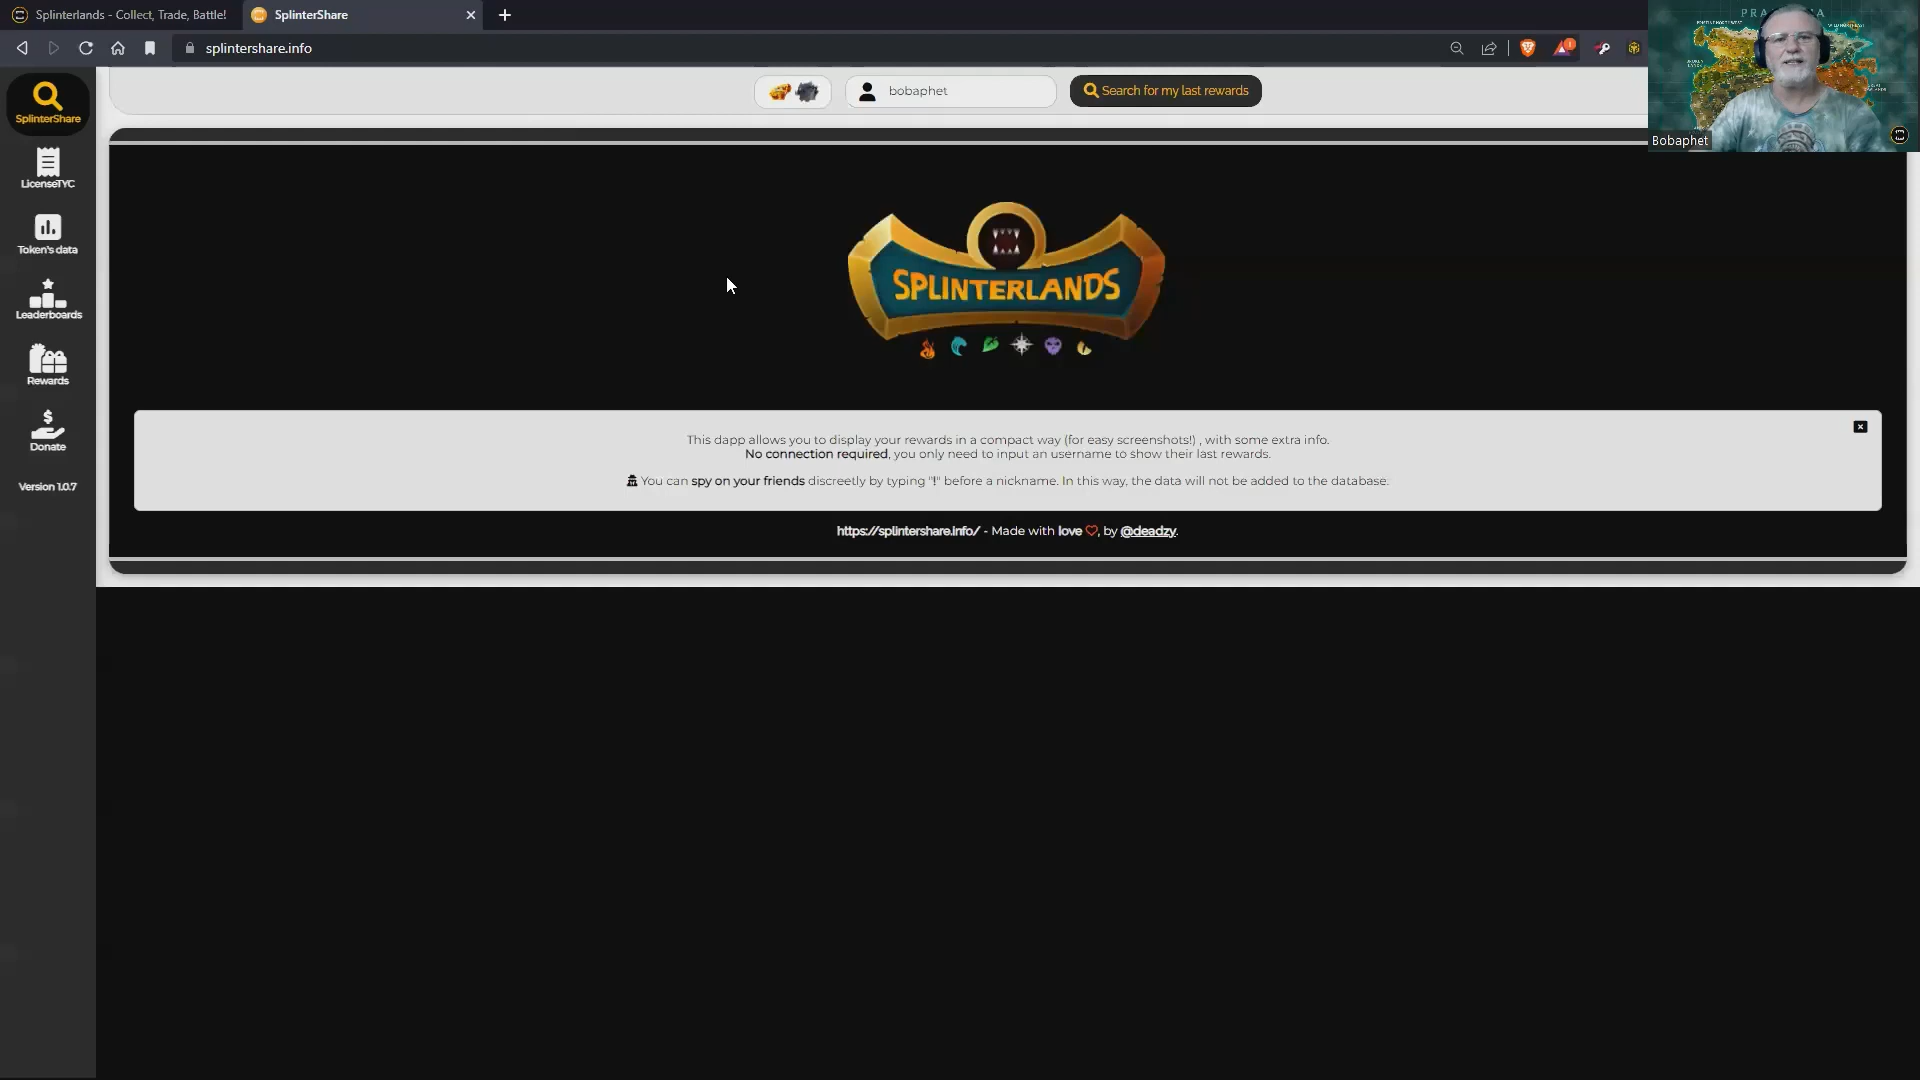 Splinterlands - Collect, Trade, Battle!
SplinterShare
splintershare.info
bobaphet
Search for my last rewards
Bobaphet
SplinterShare
LicenseTYC
Token's data
Leaderboards
Rewards
Donate
Version 1.0.7
SPLINTERLANDS
This dapp allows you to display your rewards in a compact way (for easy screenshots!) , with some extra info.
No connection required, you only need to input an username to show their last rewards.
You can spy on your friends discreetly by typing "!" before a nickname. In this way, the data will not be added to the database.
https://splintershare.info/ - Made with love ♡, by @deadzy.